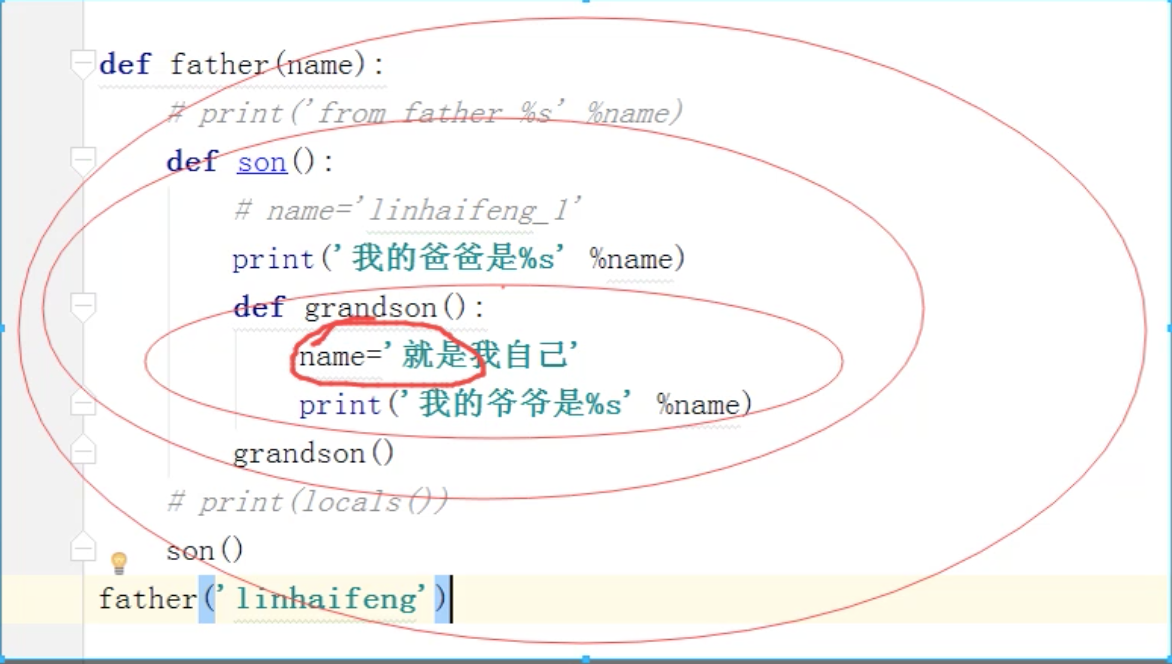 def father(name):
    # print('from father %s' %name)
    def son():
        # name='linhaifeng_1'
        print('我的爸爸是%s' %name)
        def grandson():
            name='就是我自己'
            print('我的爷爷是%s' %name)
        grandson()
    # print(locals())
    son()
father('linhaifeng')